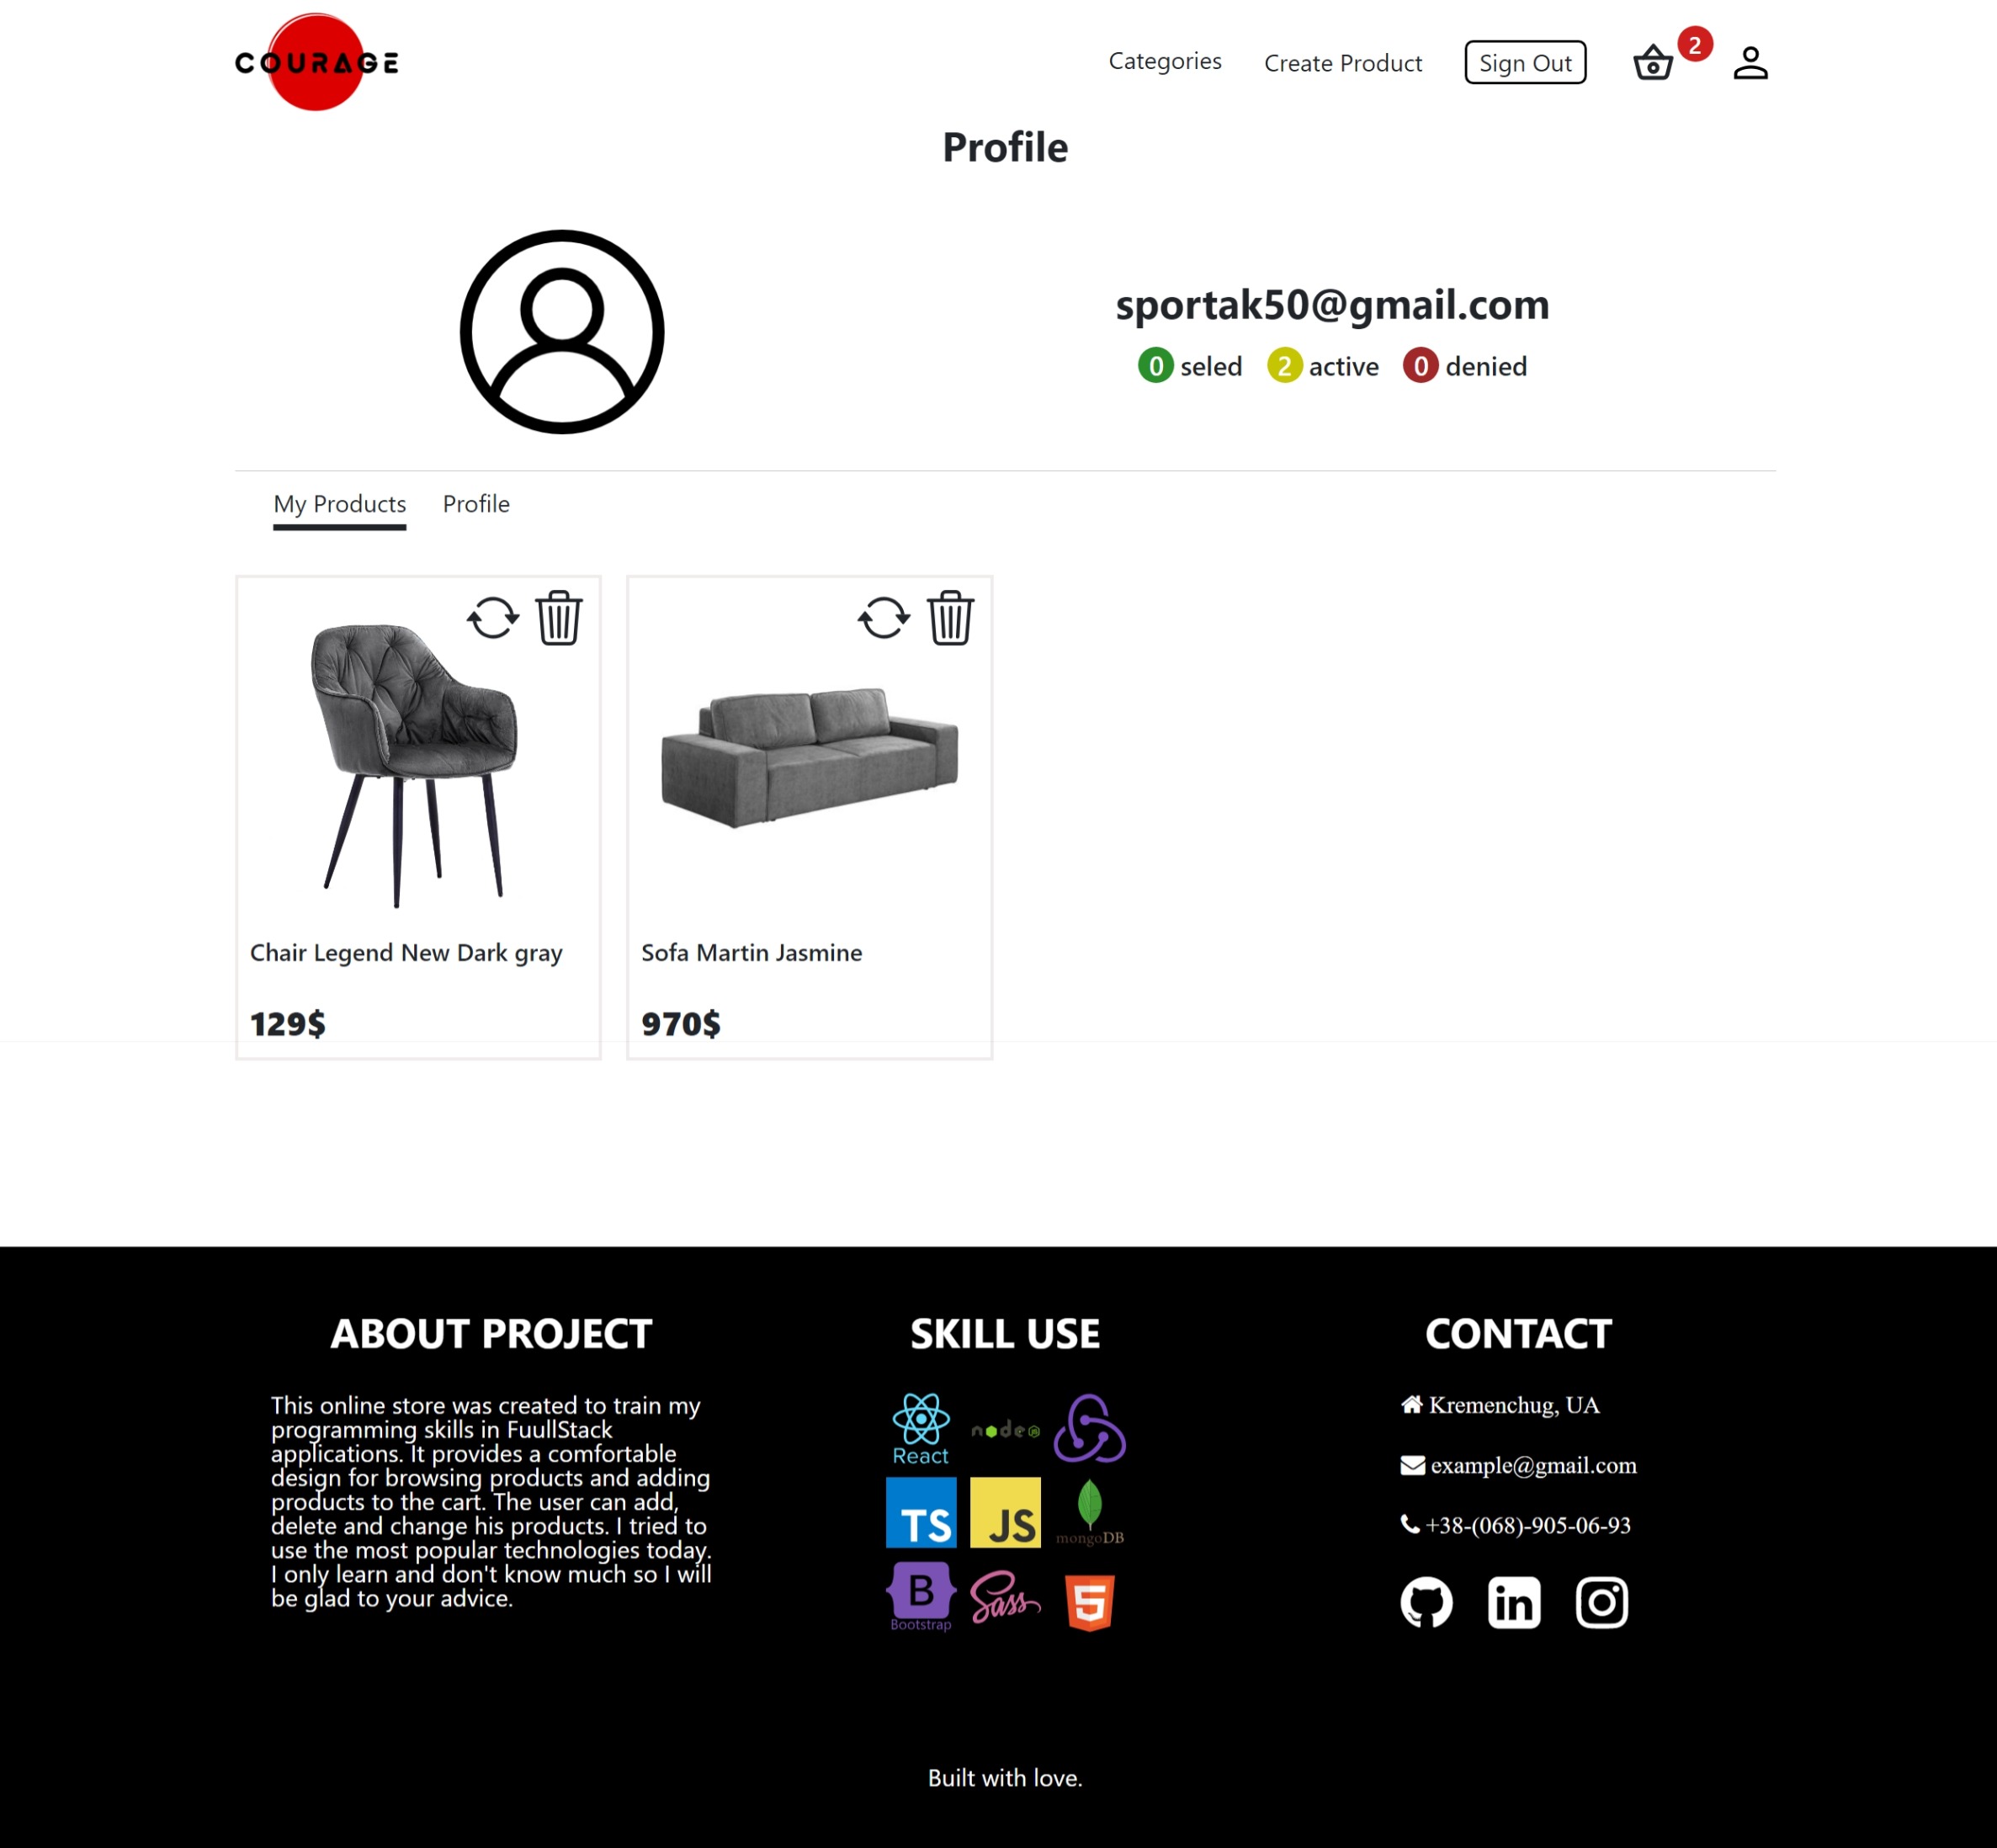 COURAGE
Categories
Create Product
Sign Out
2
Profile
sportak50@gmail.com
0 seled 2 active 0 denied
My Products
Profile
Chair Legend New Dark gray
129$
Sofa Martin Jasmine
970$
ABOUT PROJECT
This online store was created to train my
programming skills in FuullStack
applications. It provides a comfortable
design for browsing products and adding
products to the cart. The user can add,
delete and change his products. I tried to
use the most popular technologies today.
I only learn and don't know much so I will
be glad to your advice.
SKILL USE
React
node JS
TS
JS
mongoDB
B
Bootstrap
Sass
5
CONTACT
Kremenchug, UA
example@gmail.com
+38-(068)-905-06-93
in
Built with love.